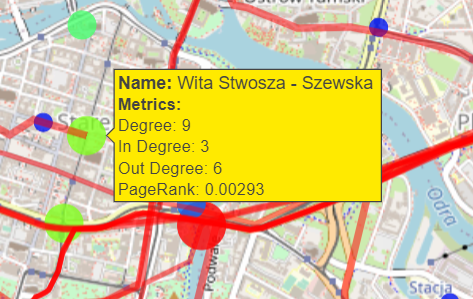 Ostrów Tumski
Name: Wita Stwosza - Szewska
Metrics:
Degree: 9
In Degree: 3
Out Degree: 6
PageRank: 0.00293
Stare
Odra
Podwa
Stacja